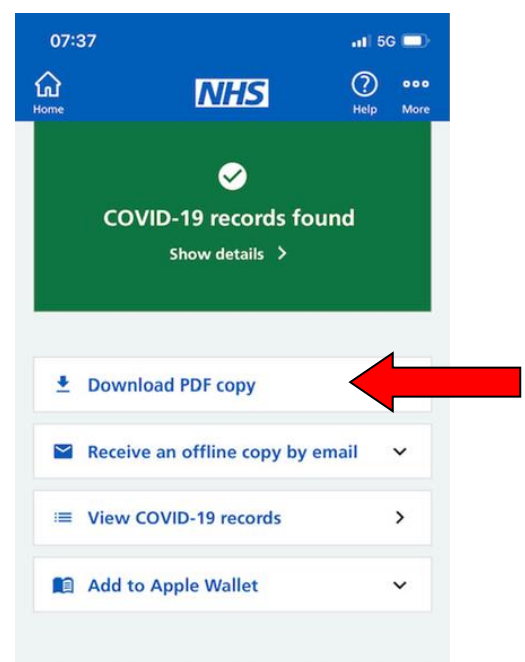 07:37 5G
NHS
Home Help More
COVID-19 records found
Show details
Download PDF copy
Receive an offline copy by email
View COVID-19 records
Add to Apple Wallet